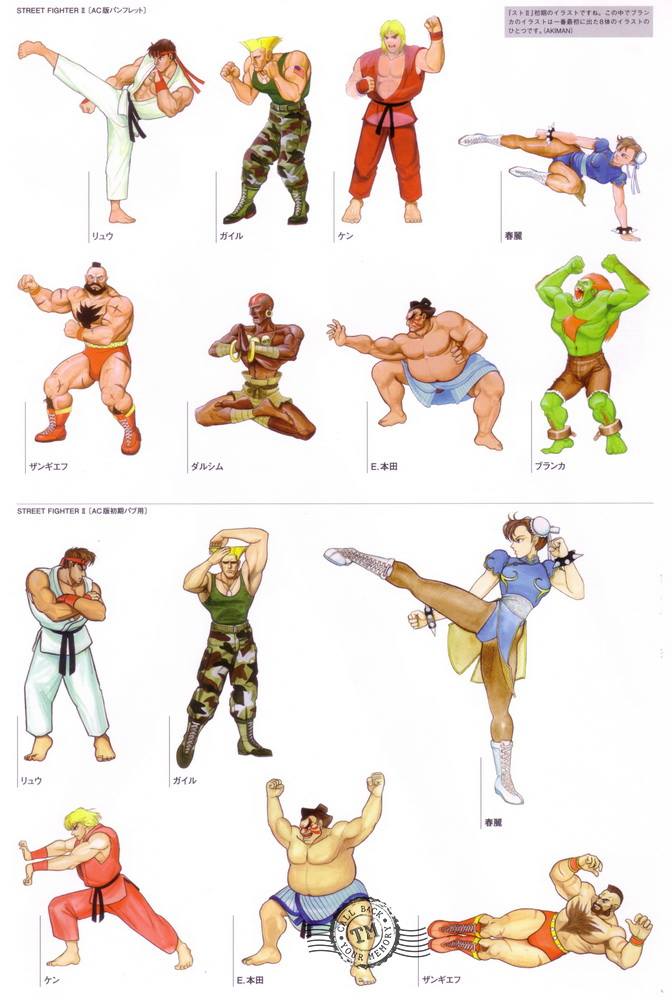 STREET FIGHTER Ⅱ〔AC版パンフレット〕
『ストⅡ』初期のイラストですね。この中でブラン
カのイラストは一番最初に出た8体のイラストの
ひとつです。(AKIMAN)
リュウ
ガイル
ケン
春麗
ザンギエフ
ダルシム
E.本田
ブランカ
STREET FIGHTER Ⅱ〔AC版初期パブ用〕
リュウ
ガイル
春麗
ケン
E.本田
ザンギエフ
CALL BACK
TM
YOUR MEMORY